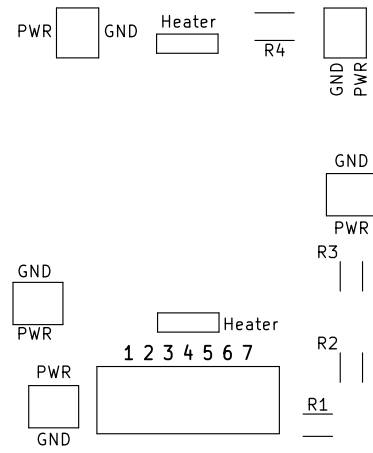 Heater
PWR
GND
R4
GND
PWR
GND
PWR
R3
GND
PWR
Heater
R2
1 2 3 4 5 6 7
PWR
R1
GND